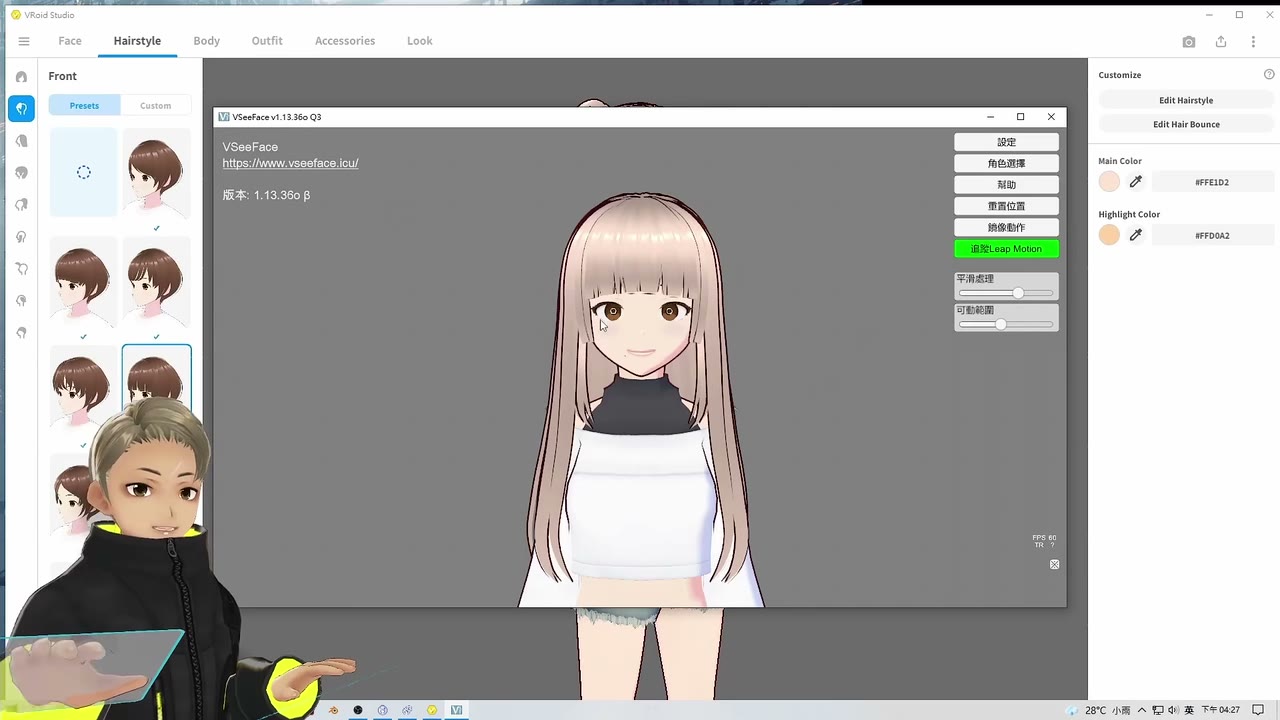 VRoid Studio
Face
Hairstyle
Body
Outfit
Accessories
Look
Front
Presets
Custom
VSeeFace v1.13.36o Q3
VSeeFace
https://www.vseeface.icu/
版本: 1.13.36o β
設定
角色選擇
幫助
重置位置
鏡像動作
追蹤Leap Motion
平滑處理
可動範圍
FPS 60
TR ?
Customize
Edit Hairstyle
Edit Hair Bounce
Main Color
#FFE1D2
Highlight Color
#FFD0A2
28°C 小雨
英
下午 04:27